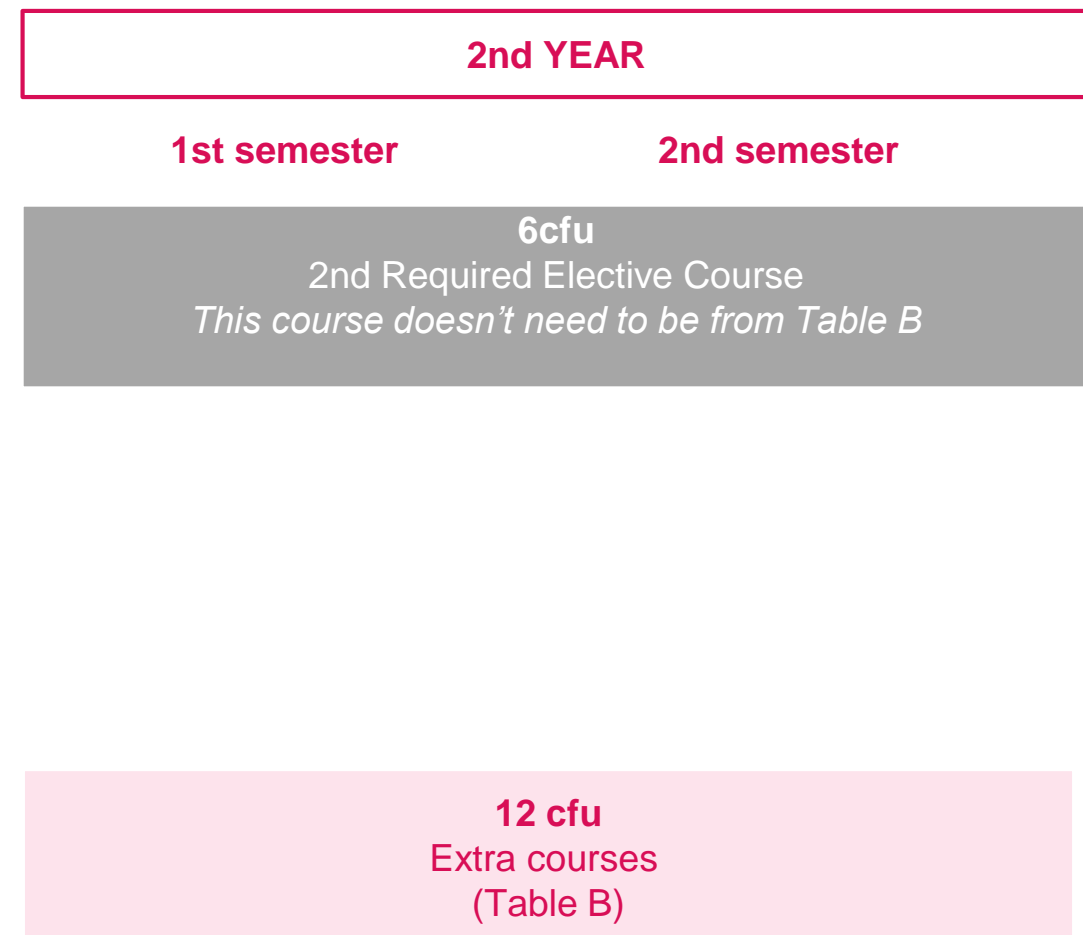 2nd YEAR
1st semester 2nd semester
6cfu
2nd Required Elective Course
This course doesn’t need to be from Table B
12 cfu
Extra courses
(Table B)